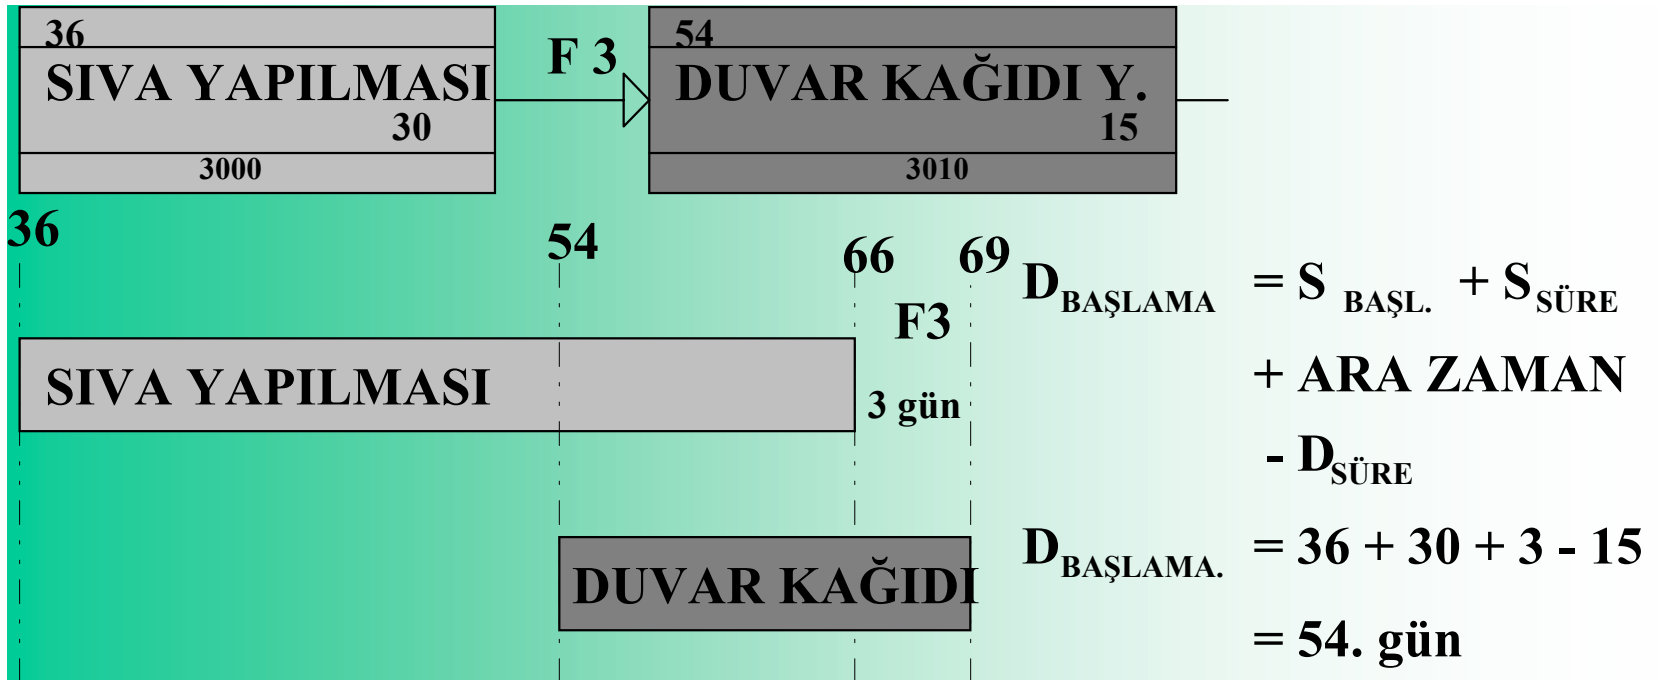 36
SIVA YAPILMASI
30
3000
F 3
54
DUVAR KAĞIDI Y.
15
3010
36
54
66
69
F3
SIVA YAPILMASI
3 gün
DUVAR KAĞIDI
D BAŞLAMA = S BAŞL. + S SÜRE
+ ARA ZAMAN
- D SÜRE
D BAŞLAMA. = 36 + 30 + 3 - 15
= 54. gün